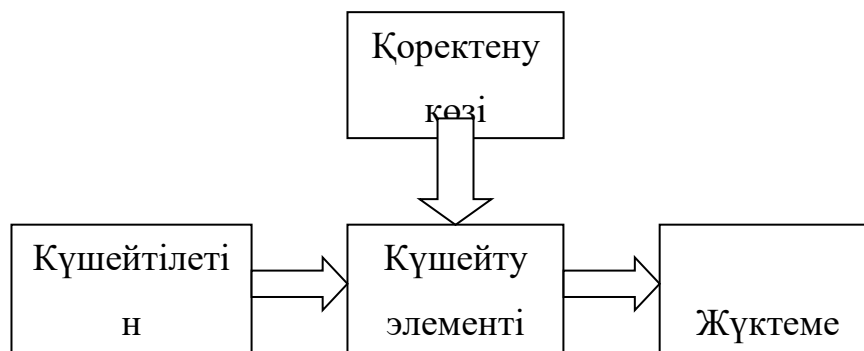 Қоректену
көзі
Күшейтілеті
н
Күшейту
элементі
Жүктеме